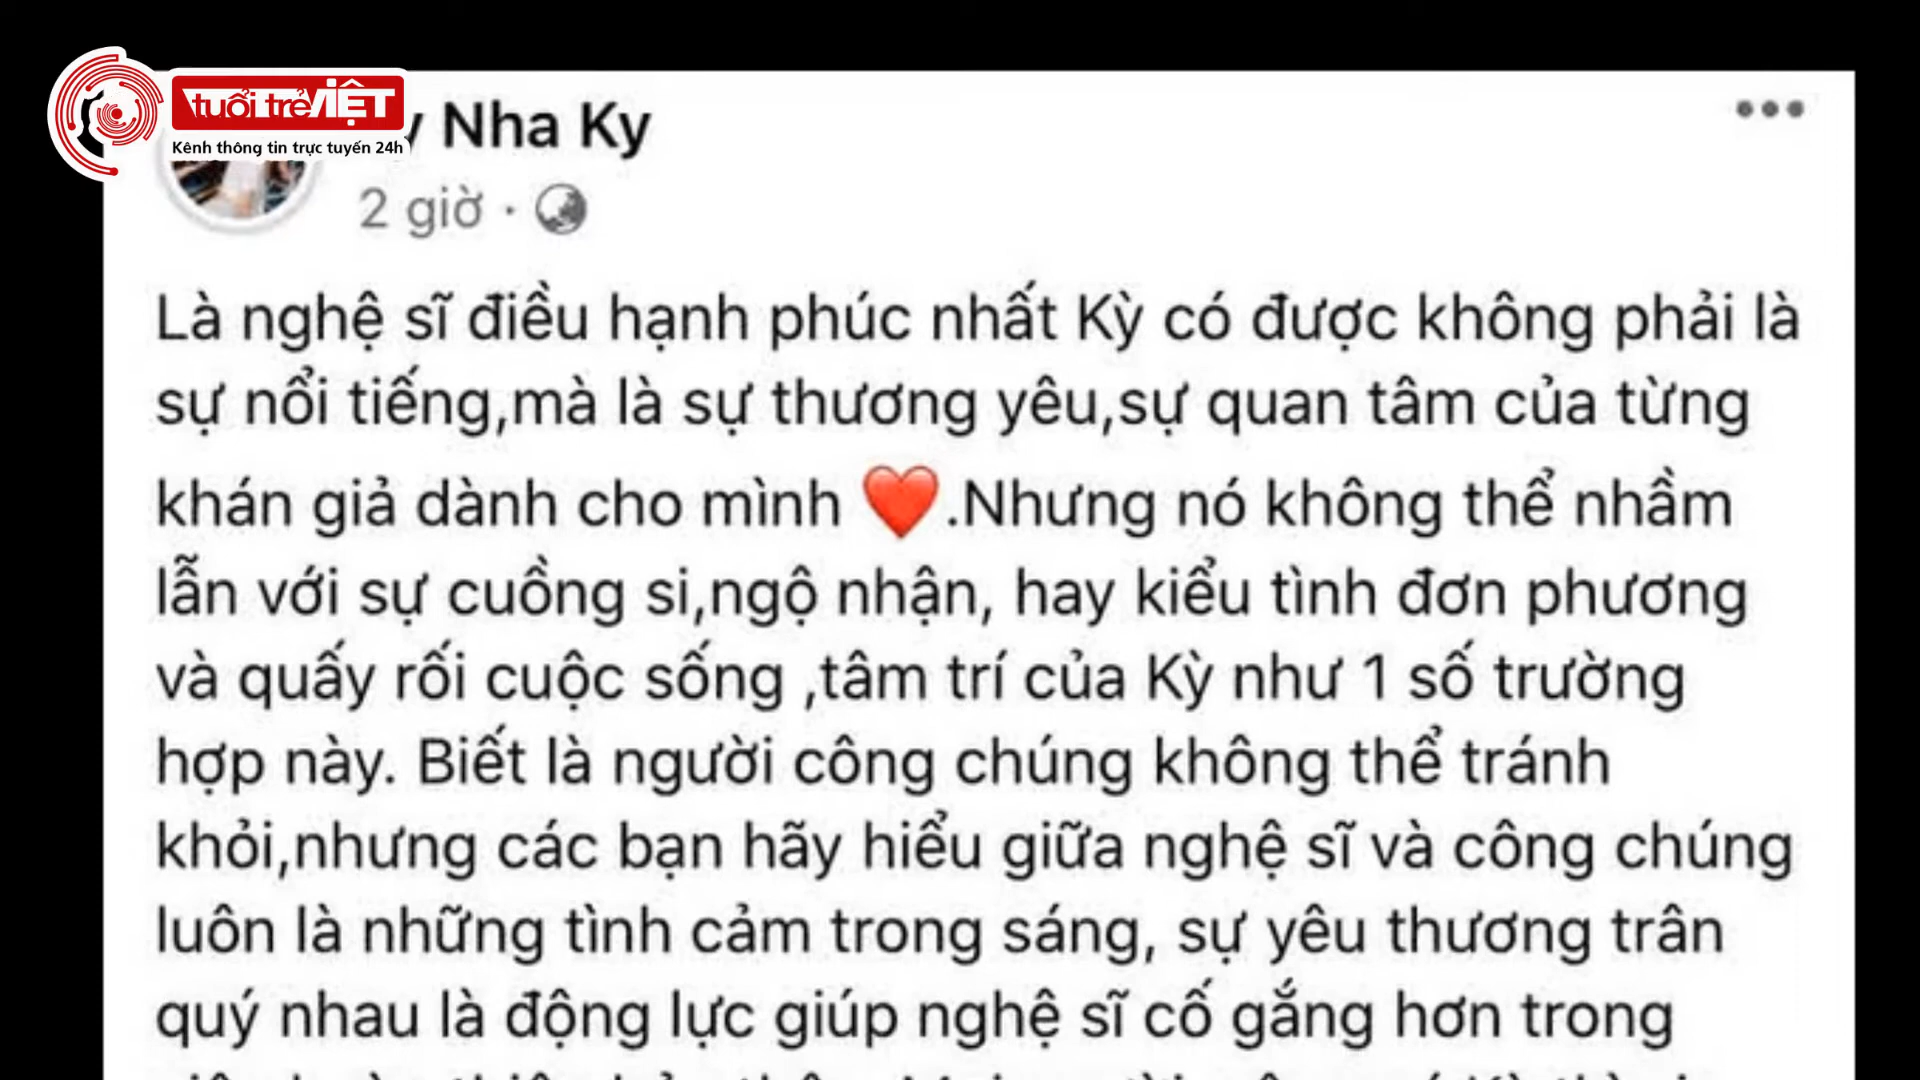 tuổi trẻ VIỆT
Kênh thông tin trực tuyến 24h
Nha Ky
2 giờ ·
Là nghệ sĩ điều hạnh phúc nhất Kỳ có được không phải là
sự nổi tiếng,mà là sự thương yêu,sự quan tâm của từng
khán giả dành cho mình ❤️.Nhưng nó không thể nhầm
lẫn với sự cuồng si,ngộ nhận, hay kiểu tình đơn phương
và quấy rối cuộc sống ,tâm trí của Kỳ như 1 số trường
hợp này. Biết là người công chúng không thể tránh
khỏi,nhưng các bạn hãy hiểu giữa nghệ sĩ và công chúng
luôn là những tình cảm trong sáng, sự yêu thương trân
quý nhau là động lực giúp nghệ sĩ cố gắng hơn trong